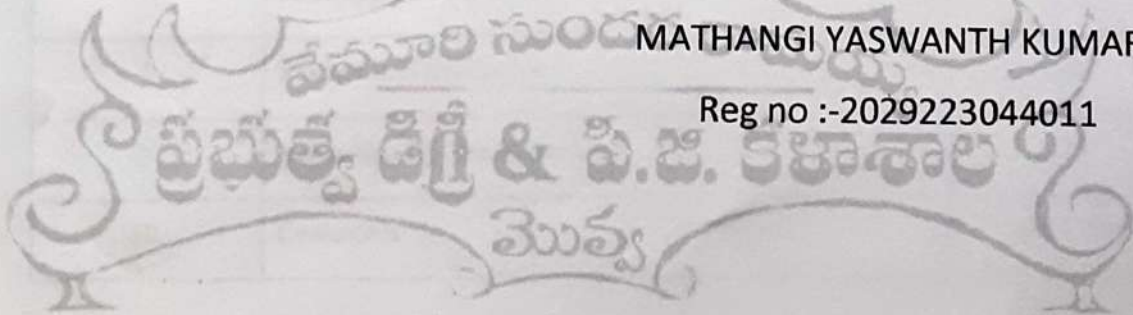 వేమూరి
MATHANGI YASWANTH KUMAR
Reg no :-2029223044011
ప్రభుత్వ డిగ్రీ & పి.జి. కళాశాల
మొవ్వ